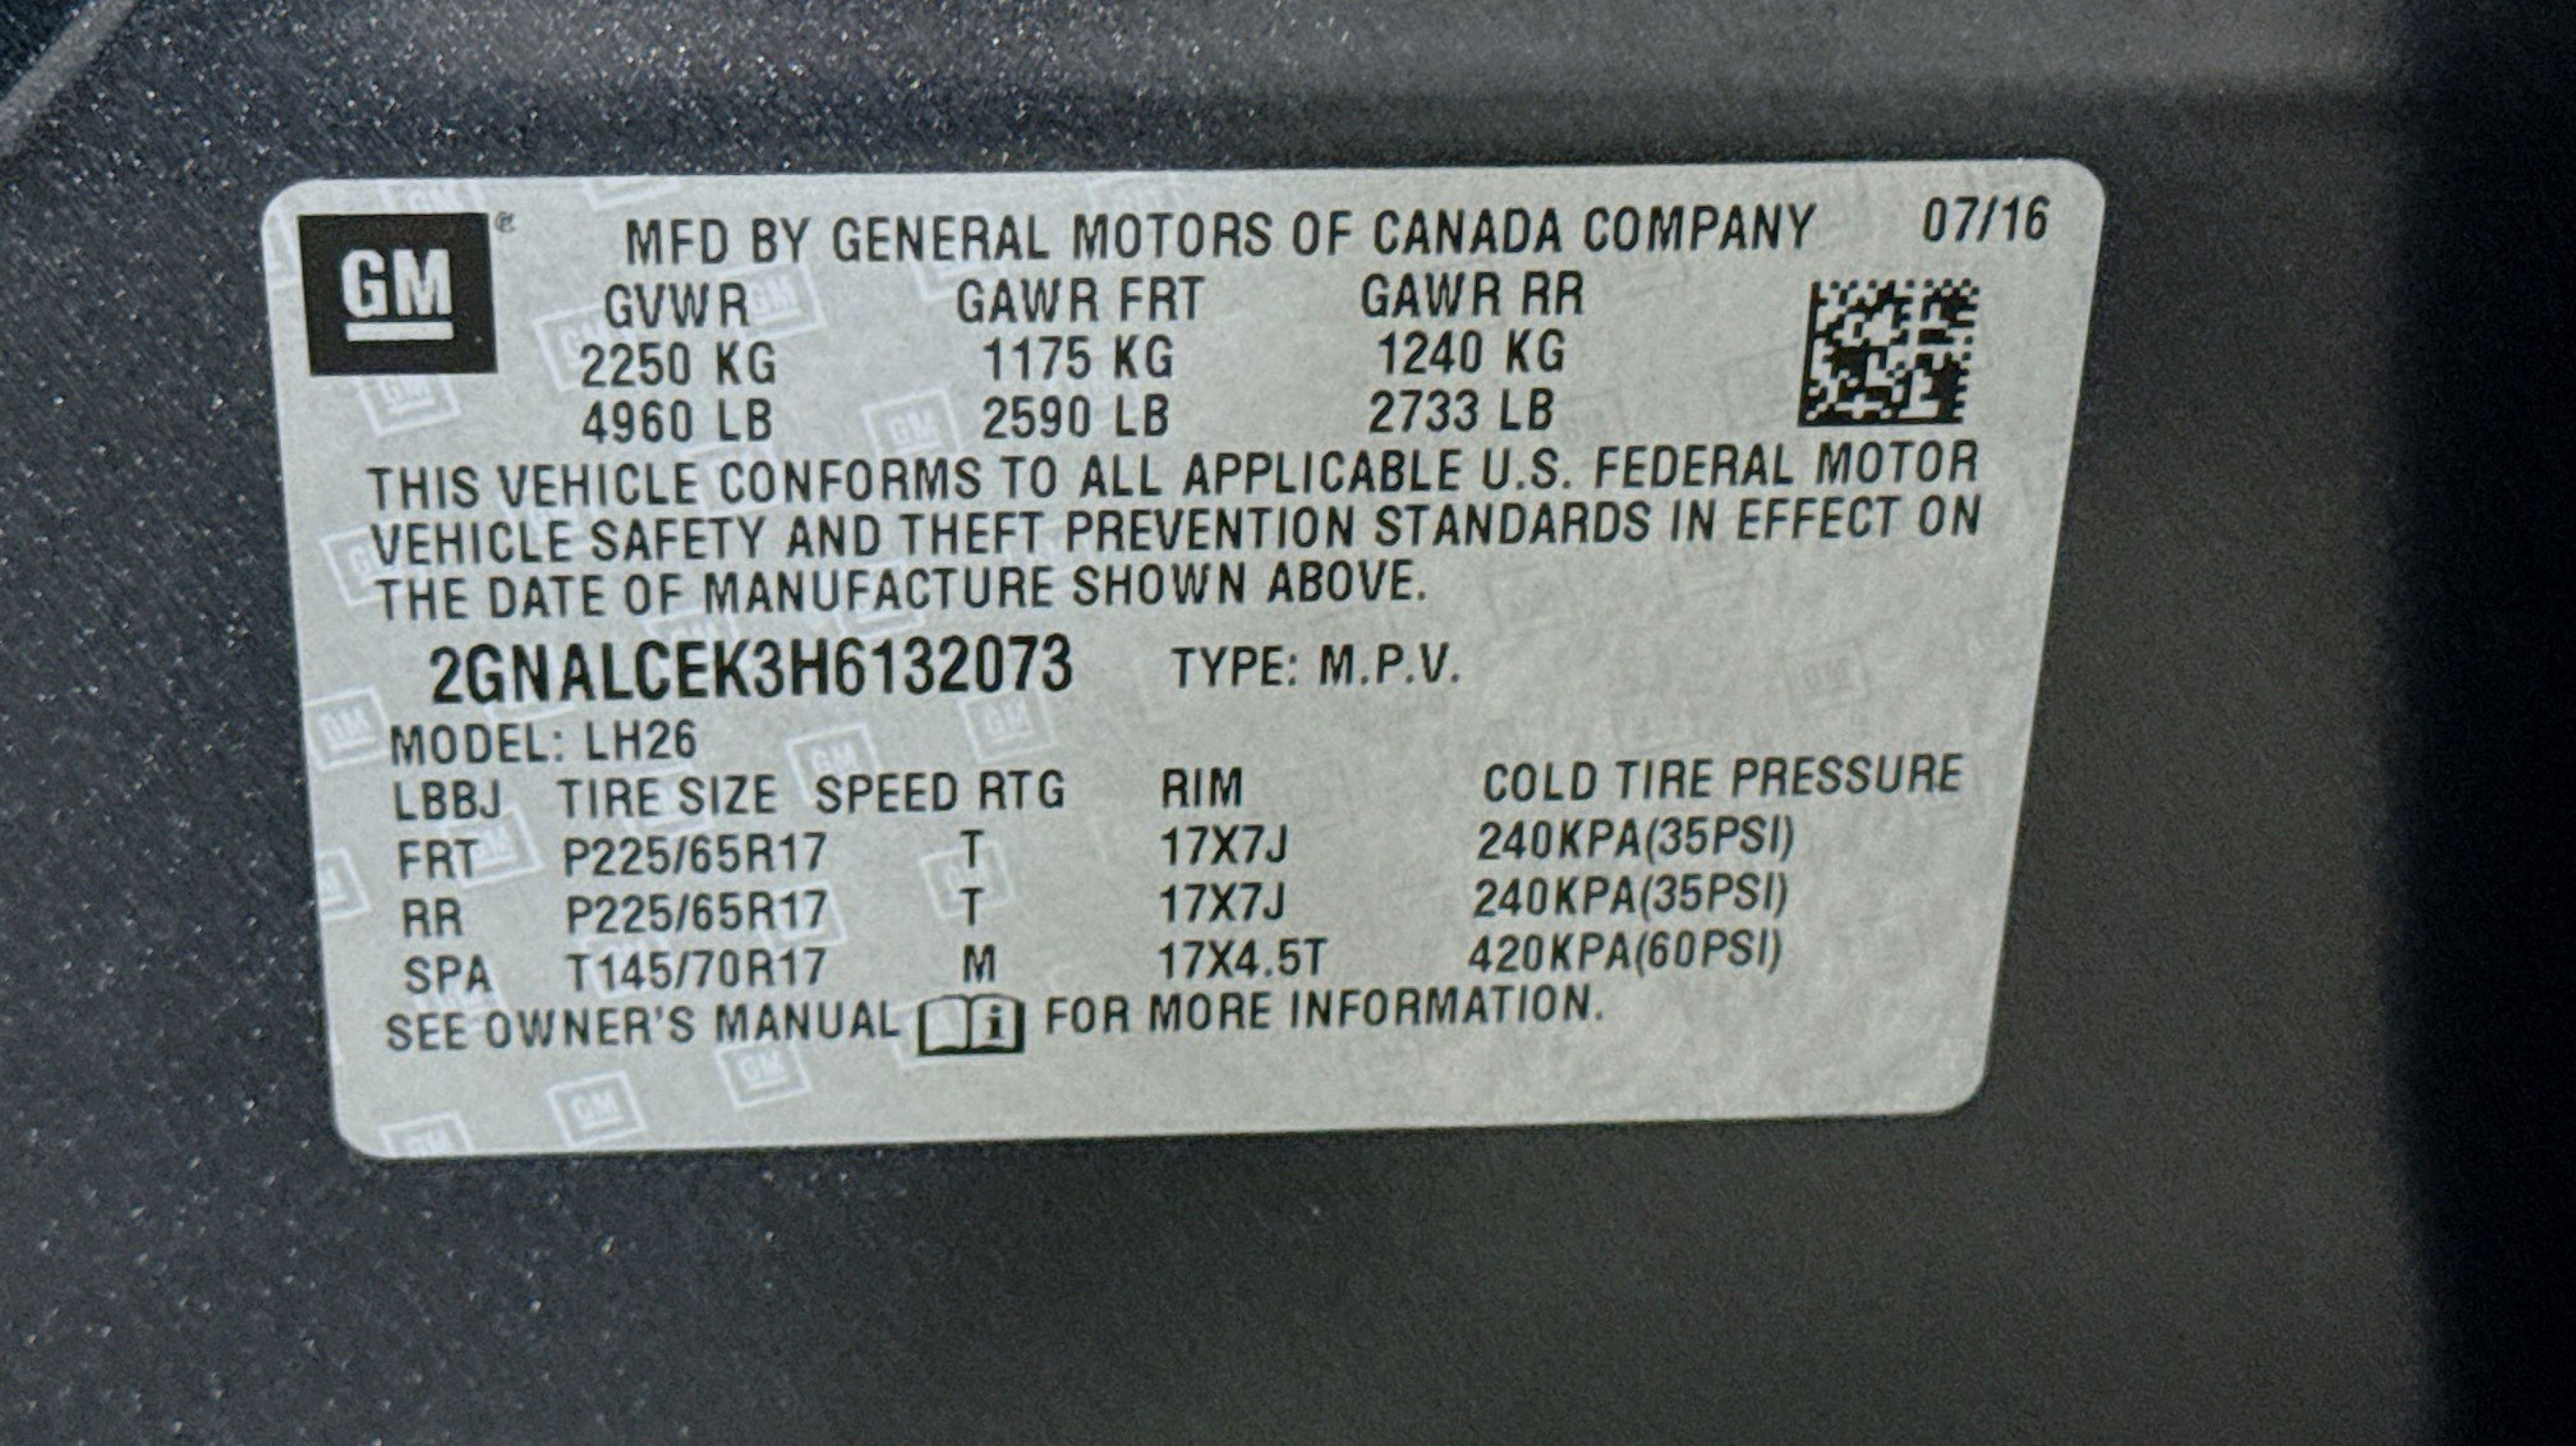 GM MFD BY GENERAL MOTORS OF CANADA COMPANY 07/16
GVWR GAWR FRT GAWR RR
2250 KG 1175 KG 1240 KG
4960 LB 2590 LB 2733 LB
THIS VEHICLE CONFORMS TO ALL APPLICABLE U.S. FEDERAL MOTOR
VEHICLE SAFETY AND THEFT PREVENTION STANDARDS IN EFFECT ON
THE DATE OF MANUFACTURE SHOWN ABOVE.
2GNALCEK3H6132073 TYPE: M.P.V.
MODEL: LH26
LBBJ TIRE SIZE SPEED RTG RIM COLD TIRE PRESSURE
FRT P225/65R17 T 17X7J 240KPA(35PSI)
RR P225/65R17 T 17X7J 240KPA(35PSI)
SPA T145/70R17 M 17X4.5T 420KPA(60PSI)
SEE OWNER'S MANUAL i FOR MORE INFORMATION.